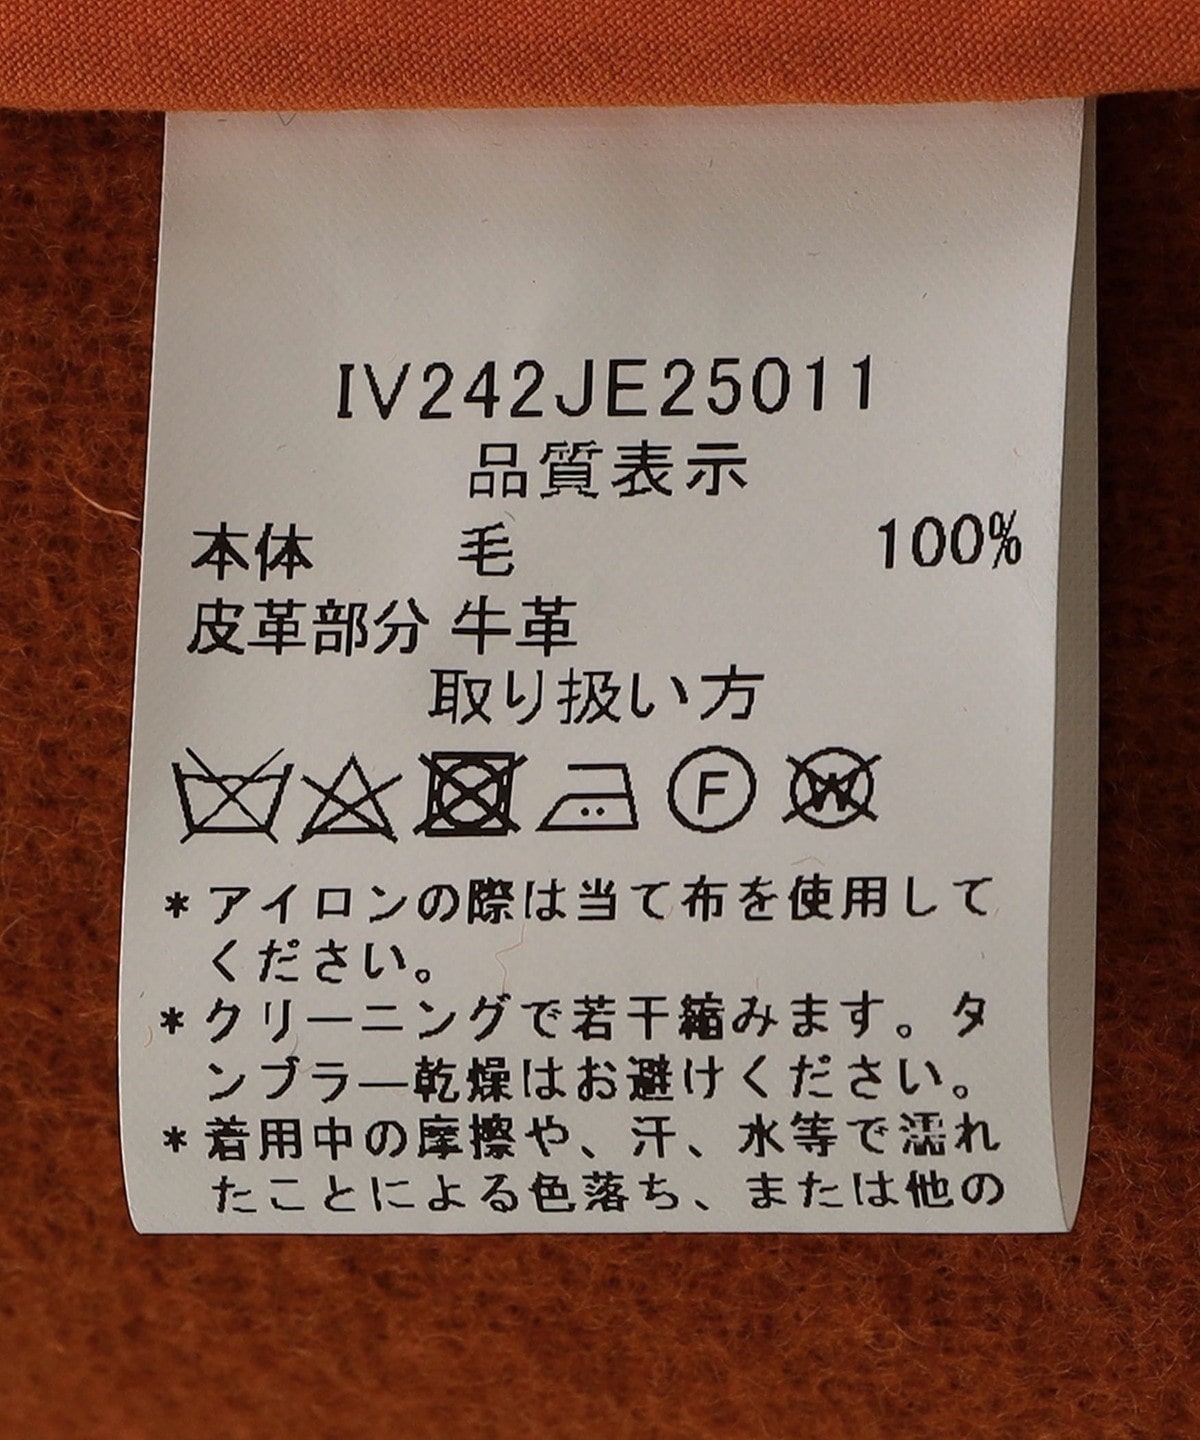 IV242JE25011
品質表示
本体 毛 100%
皮革部分 牛革
取り扱い方
F W
* アイロンの際は当て布を使用して
ください。
* クリーニングで若干縮みます。タ
ンブラー乾燥はお避けください。
* 着用中の摩擦や、汗、水等で濡れ
たことによる色落ち、または他の